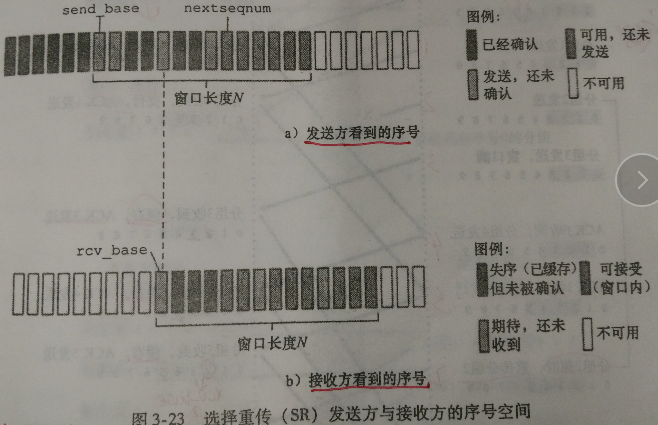 send_base
nextseqnum
图例:
已经确认
可用，还未
发送
发送，还未
确认
不可用
窗口长度N
a）发送方看到的序号
rcv_base
图例:
失序（已缓存）
但未被确认
可接受
（窗口内）
期待，还未
收到
不可用
窗口长度N
b）接收方看到的序号
图 3-23 选择重传（SR）发送方与接收方的序号空间